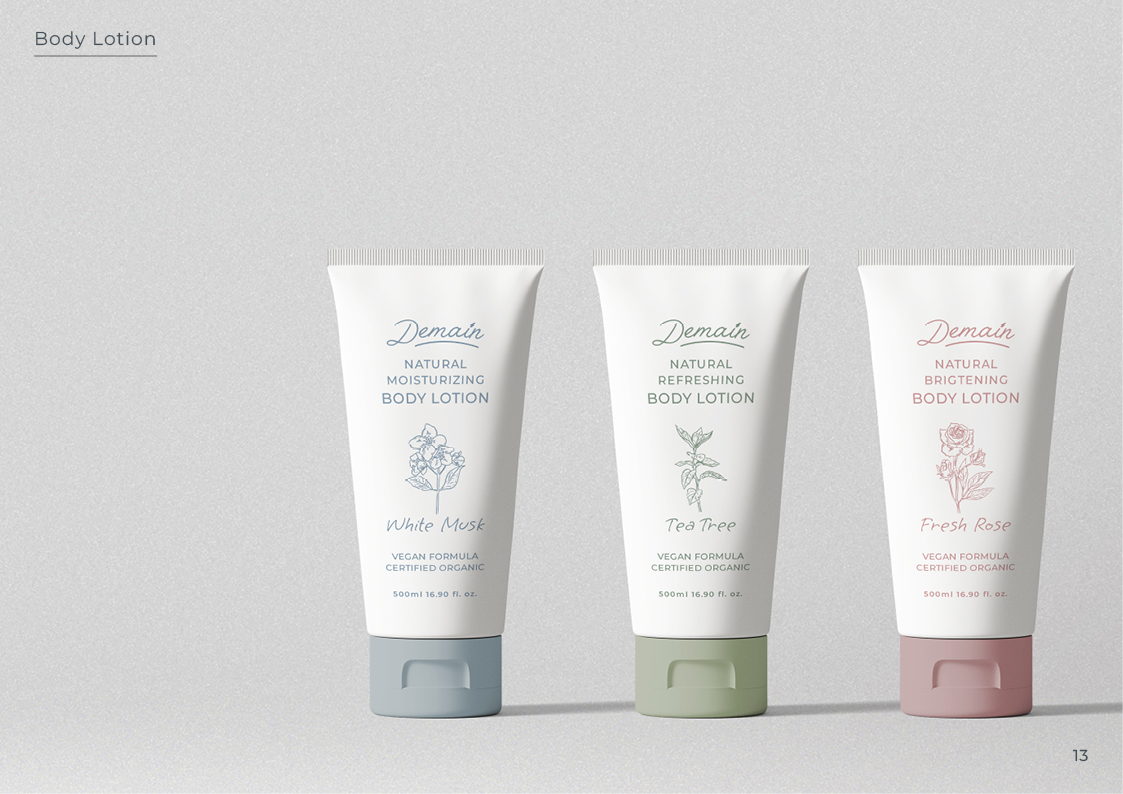 Body Lotion
Demain
NATURAL
MOISTURIZING
BODY LOTION
White Musk
VEGAN FORMULA
CERTIFIED ORGANIC
500ml 16.90 fl. oz.
Demain
NATURAL
REFRESHING
BODY LOTION
Tea Tree
VEGAN FORMULA
CERTIFIED ORGANIC
500ml 16.90 fl. oz.
Demain
NATURAL
BRIGTENING
BODY LOTION
Fresh Rose
VEGAN FORMULA
CERTIFIED ORGANIC
500ml 16.90 fl. oz.
13